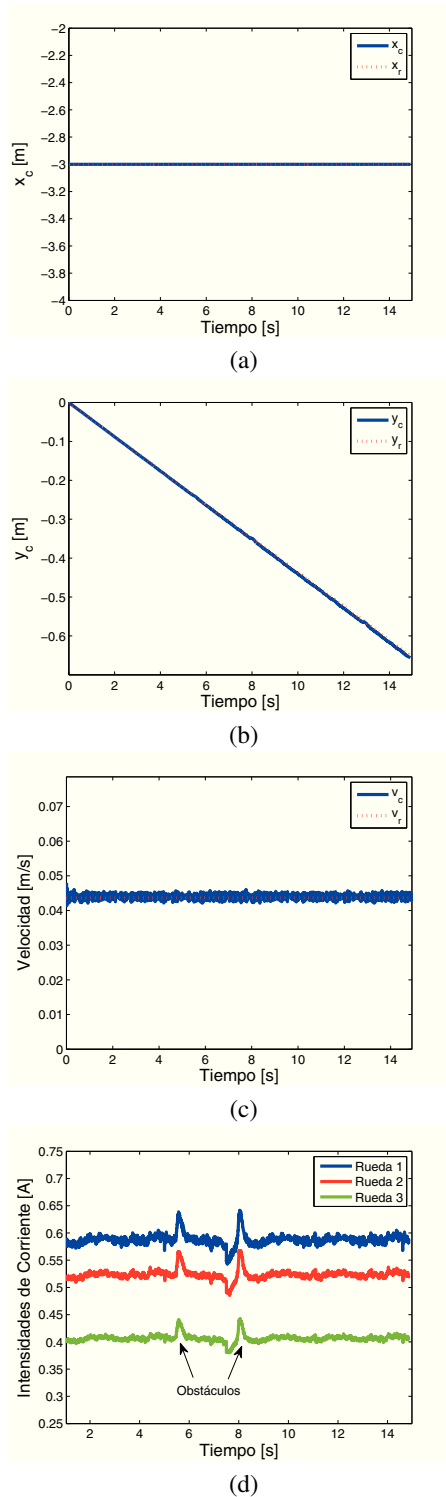 −2
−2.2
−2.4
−2.6
−2.8
−3
−3.2
−3.4
−3.6
−3.8
−4
x_c [m]
x_c
x_r
0 2 4 6 8 10 12 14
Tiempo [s]
(a)
0
−0.1
−0.2
−0.3
−0.4
−0.5
−0.6
y_c [m]
y_c
y_r
0 2 4 6 8 10 12 14
Tiempo [s]
(b)
0.07
0.06
0.05
0.04
0.03
0.02
0.01
0
Velocidad [m/s]
v_c
v_r
0 2 4 6 8 10 12 14
Tiempo [s]
(c)
0.75
0.7
0.65
0.6
0.55
0.5
0.45
0.4
0.35
0.3
0.25
Intensidades de Corriente [A]
Rueda 1
Rueda 2
Rueda 3
Obstáculos
2 4 6 8 10 12 14
Tiempo [s]
(d)